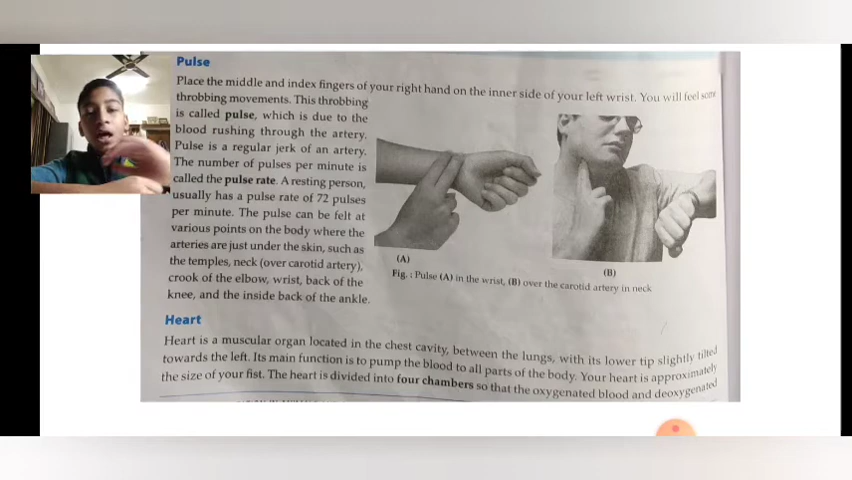 Pulse
Place the middle and index fingers of your right hand on the inner side of your left wrist. You will feel some
throbbing movements. This throbbing
is called pulse, which is due to the
blood rushing through the artery.
Pulse is a regular jerk of an artery.
The number of pulses per minute is
called the pulse rate. A resting person,
usually has a pulse rate of 72 pulses
per minute. The pulse can be felt at
various points on the body where the
arteries are just under the skin, such as
the temples, neck (over carotid artery),
crook of the elbow, wrist, back of the
knee, and the inside back of the ankle.
(A)
(B)
Fig. : Pulse (A) in the wrist, (B) over the carotid artery in neck
Heart
Heart is a muscular organ located in the chest cavity, between the lungs, with its lower tip slightly tilted
towards the left. Its main function is to pump the blood to all parts of the body. Your heart is approximately
the size of your fist. The heart is divided into four chambers so that the oxygenated blood and deoxygenated